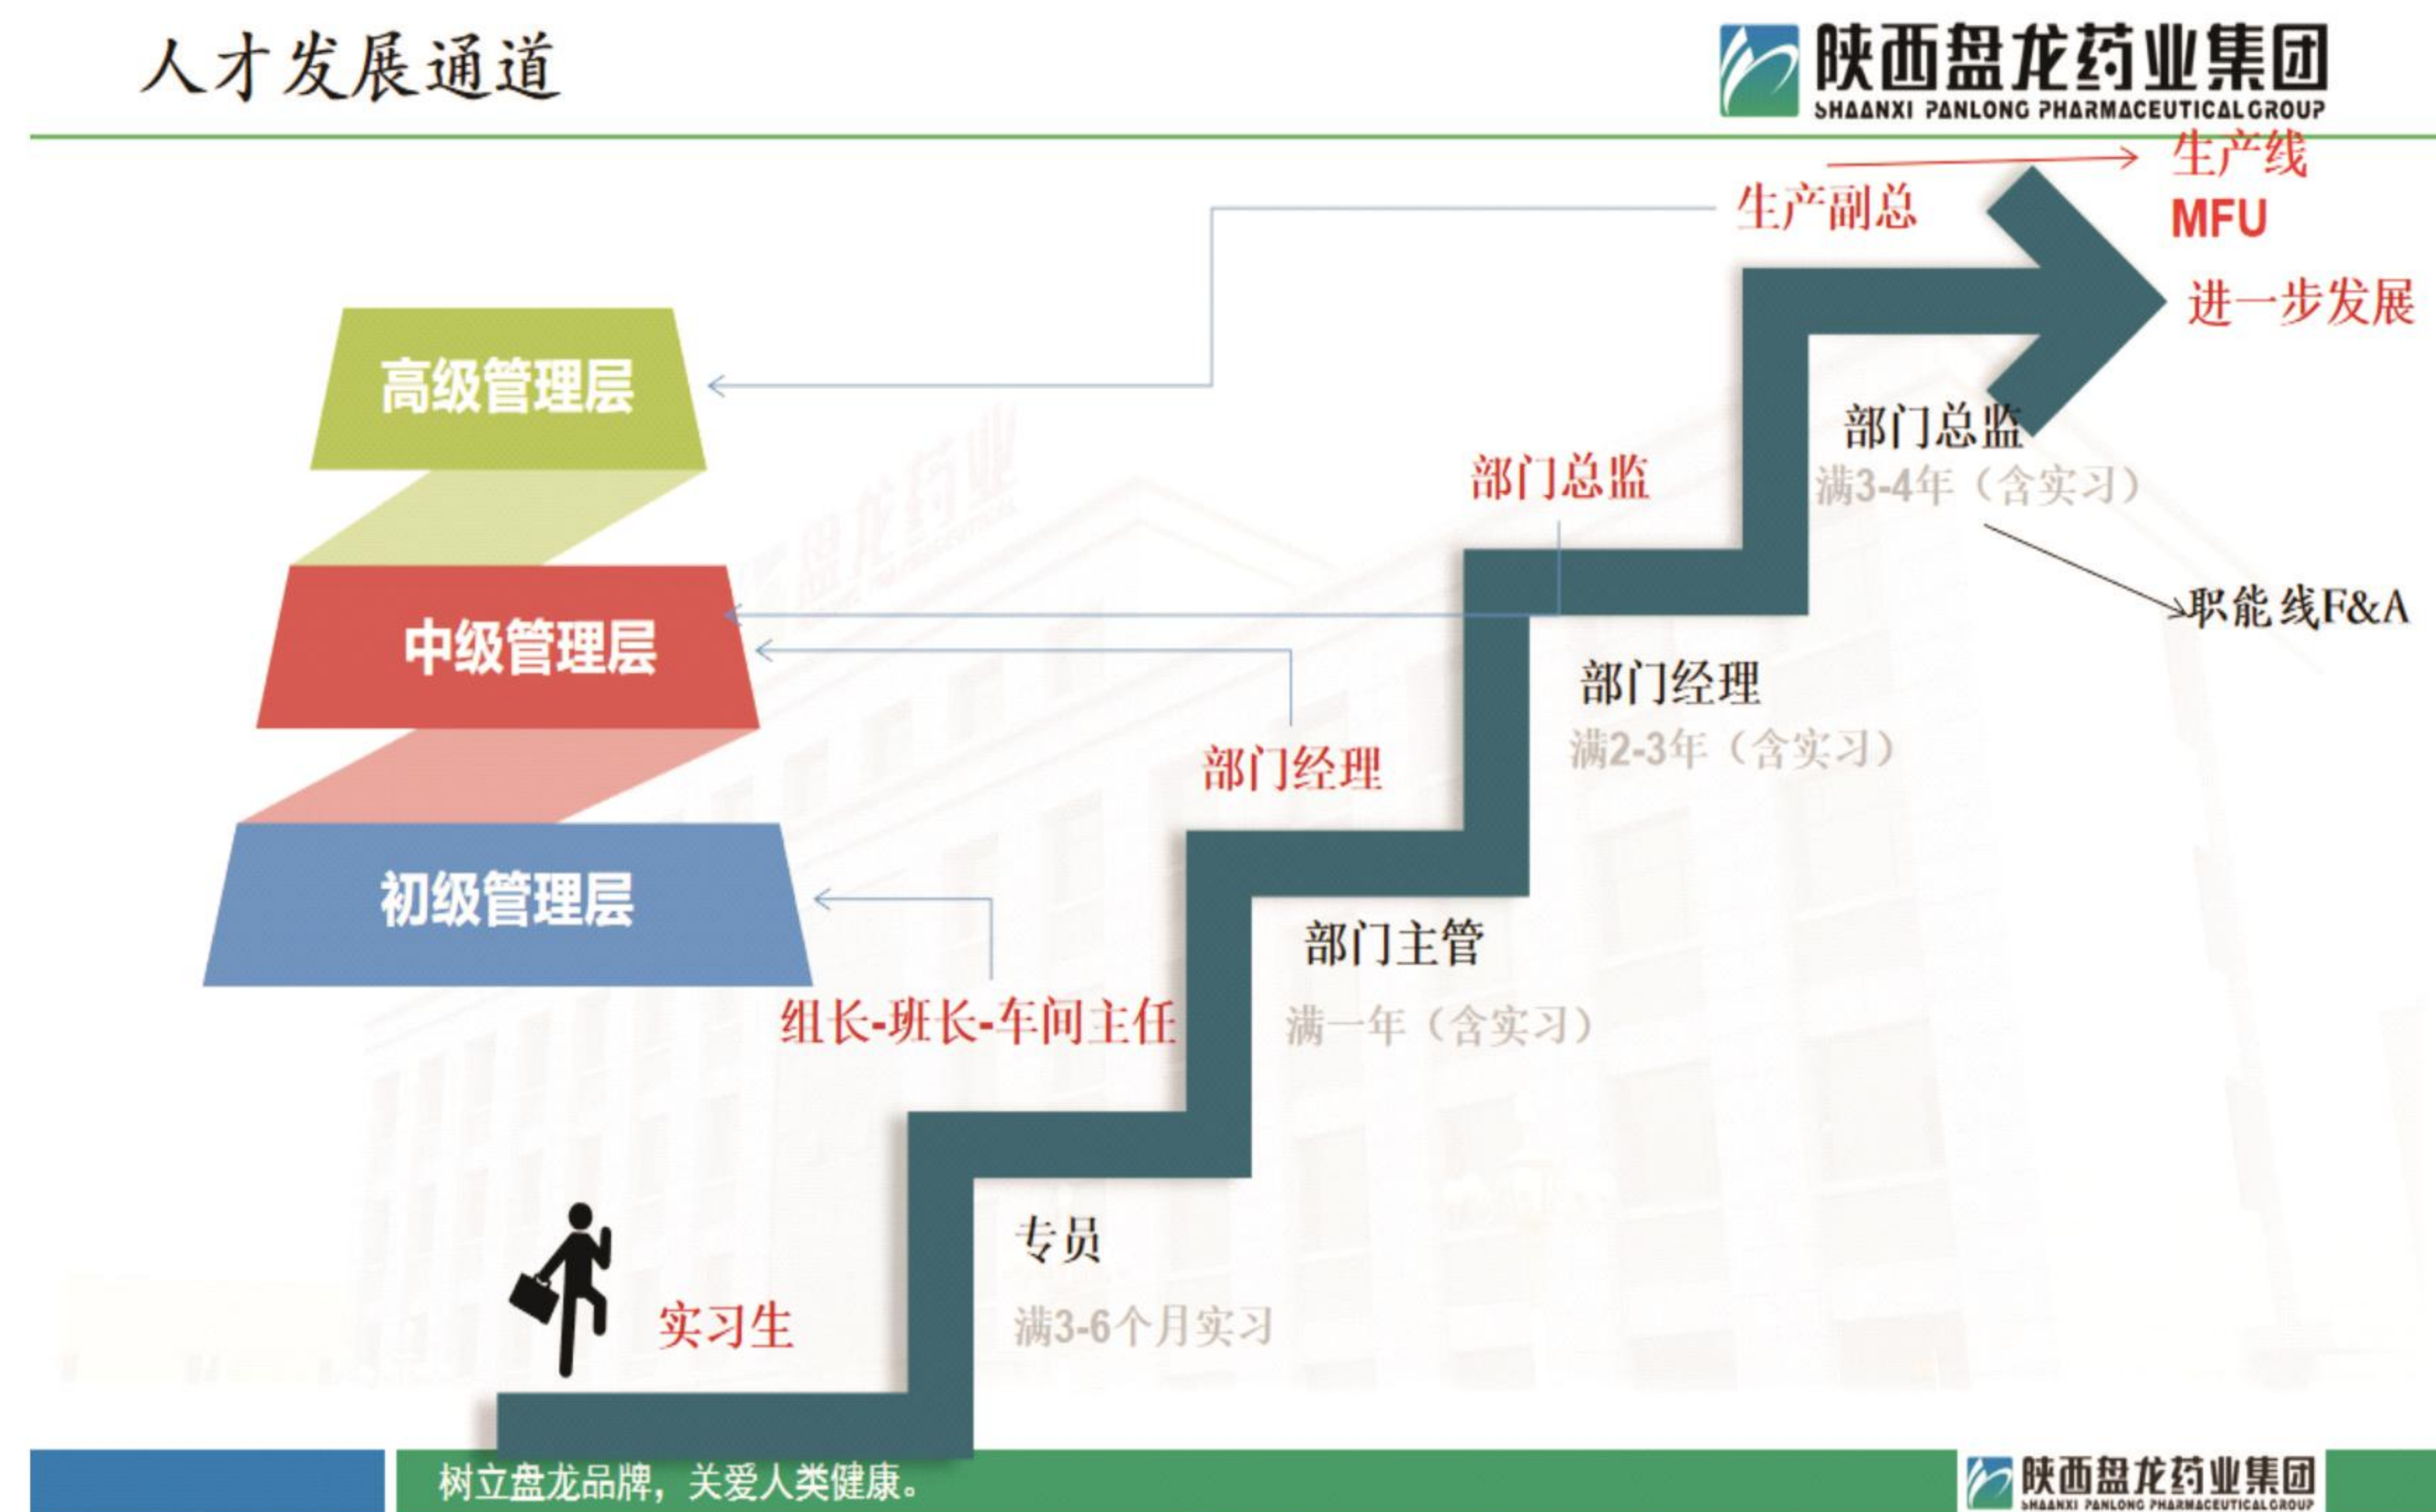 人才发展通道
陕西盘龙药业集团
SHAANXI PANLONG PHARMACEUTICAL GROUP
生产线
MFU
生产副总
进一步发展
高级管理层
部门总监
满3-4年（含实习）
部门总监
职能线F&A
中级管理层
部门经理
满2-3年（含实习）
部门经理
初级管理层
部门主管
满一年（含实习）
组长-班长-车间主任
专员
满3-6个月实习
实习生
树立盘龙品牌，关爱人类健康。
陕西盘龙药业集团
SHAANXI PANLONG PHARMACEUTICAL GROUP
盘龙药业